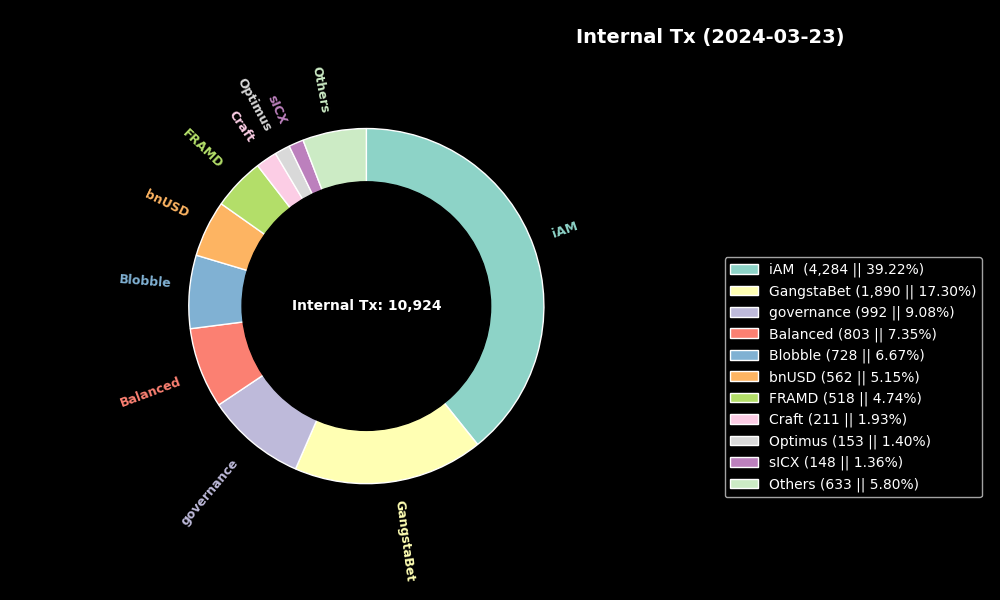 Internal Tx (2024-03-23)
Others
sICX
Optimus
Craft
FRAMD
bnUSD
Blobble
Balanced
governance
GangstaBet
iAM
Internal Tx: 10,924
iAM  (4,284 || 39.22%)
GangstaBet (1,890 || 17.30%)
governance (992 || 9.08%)
Balanced (803 || 7.35%)
Blobble (728 || 6.67%)
bnUSD (562 || 5.15%)
FRAMD (518 || 4.74%)
Craft (211 || 1.93%)
Optimus (153 || 1.40%)
sICX (148 || 1.36%)
Others (633 || 5.80%)